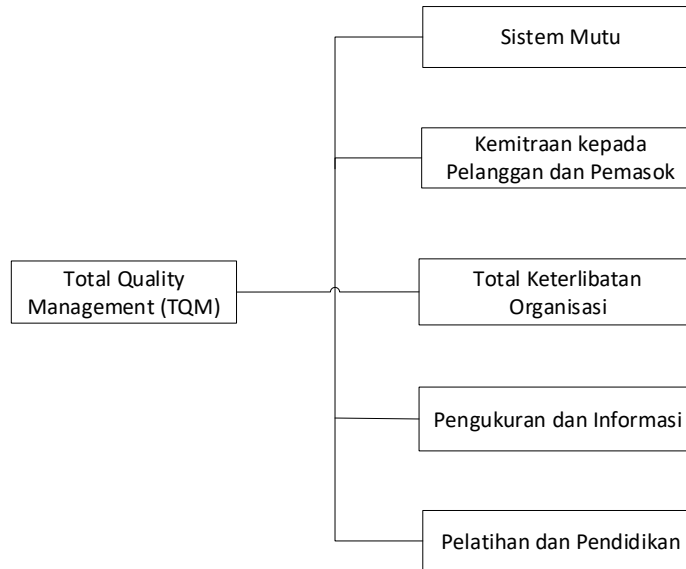 Sistem Mutu
Kemitraan kepada
Pelanggan dan Pemasok
Total Quality
Management (TQM)
Total Keterlibatan
Organisasi
Pengukuran dan Informasi
Pelatihan dan Pendidikan